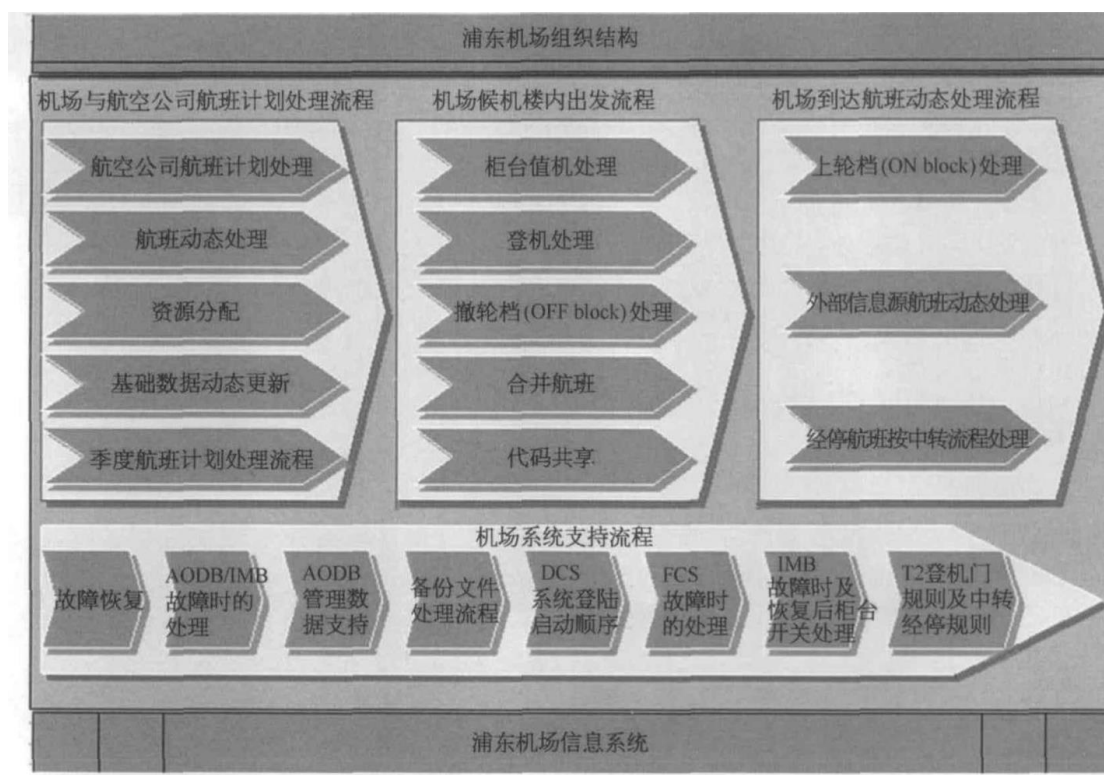 浦东机场组织结构
机场与航空公司航班计划处理流程
航空公司航班计划处理
航班动态处理
资源分配
基础数据动态更新
季度航班计划处理流程
机场候机楼内出发流程
柜台值机处理
登机处理
撤轮档(OFF block)处理
合并航班
代码共享
机场到达航班动态处理流程
上轮档(ON block)处理
外部信息源航班动态处理
经停航班按中转流程处理
机场系统支持流程
故障恢复
AODB/IMB
故障时的
处理
AODB
管理数
据支持
备份文件
处理流程
DCS
系统登陆
启动顺序
FCS
故障时
的处理
IMB
故障时及
恢复后柜台
开关处理
T2登机门
规则及中转
经停规则
浦东机场信息系统